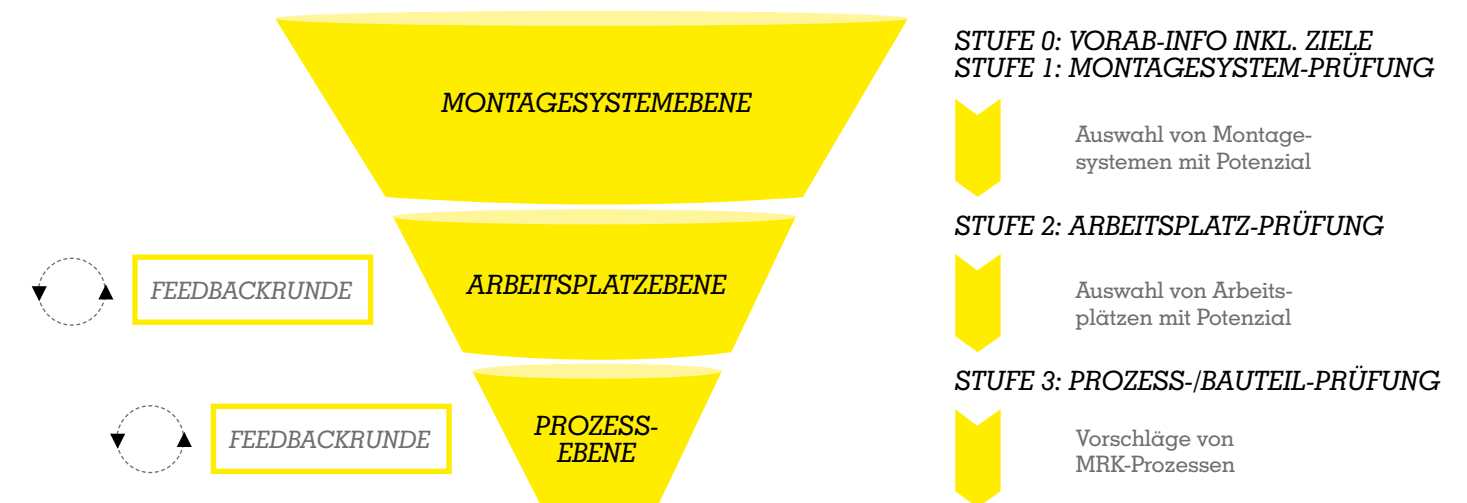 MONTAGESYSTEMEBENE
ARBEITSPLATZEBENE
FEEDBACKRUNDE
PROZESS-
EBENE
FEEDBACKRUNDE
STUFE 0: VORAB-INFO INKL. ZIELE
STUFE 1: MONTAGESYSTEM-PRÜFUNG
Auswahl von Montage-
systemen mit Potenzial
STUFE 2: ARBEITSPLATZ-PRÜFUNG
Auswahl von Arbeits-
plätzen mit Potenzial
STUFE 3: PROZESS-/BAUTEIL-PRÜFUNG
Vorschläge von
MRK-Prozessen